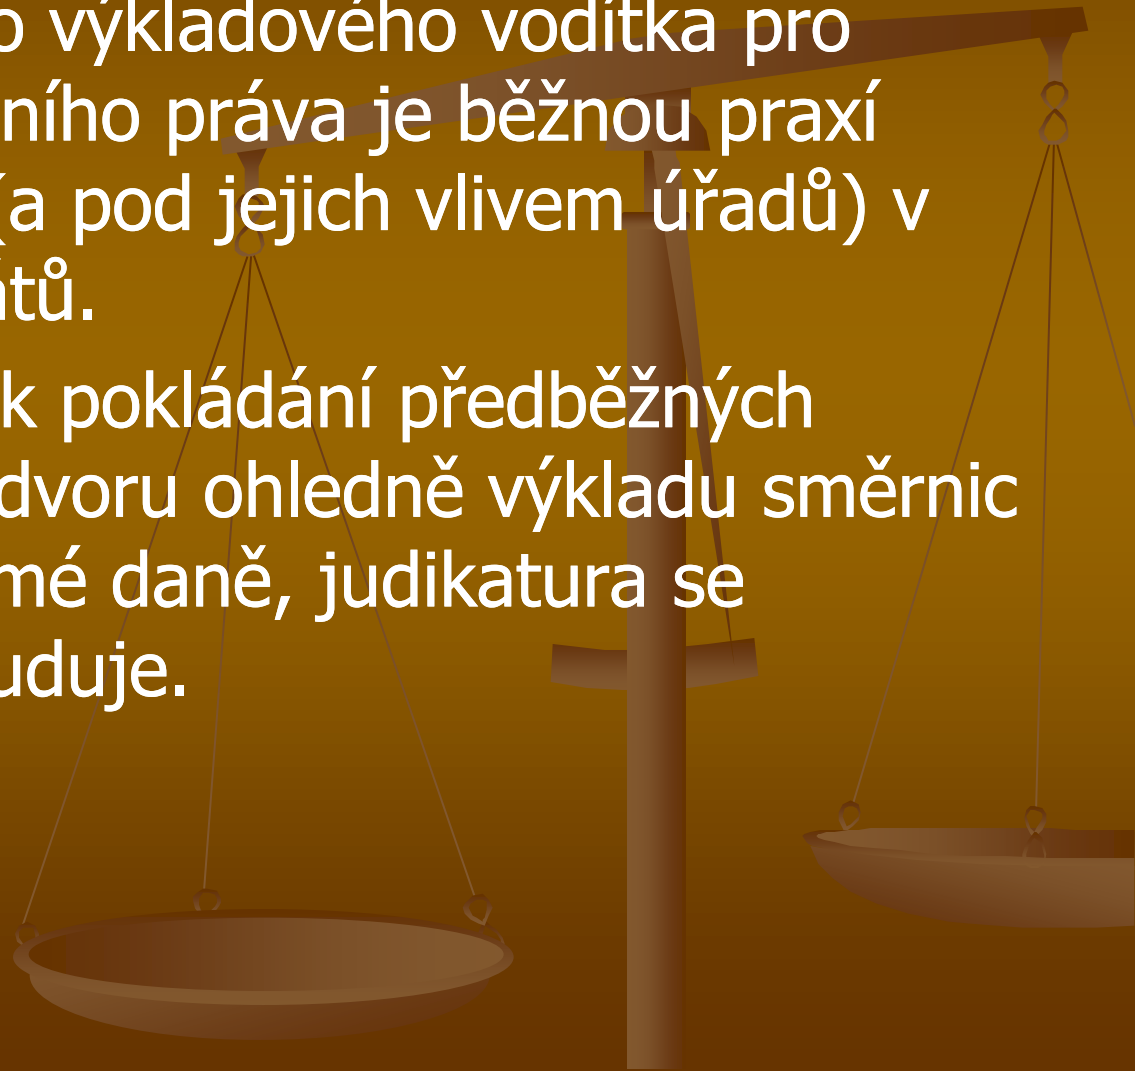 o výkladového vodítka pro
ního práva je běžnou praxí
(a pod jejich vlivem úřadů) v
átů.
k pokládání předběžných
dvoru ohledně výkladu směrnic
mé daně, judikatura se
uduje.